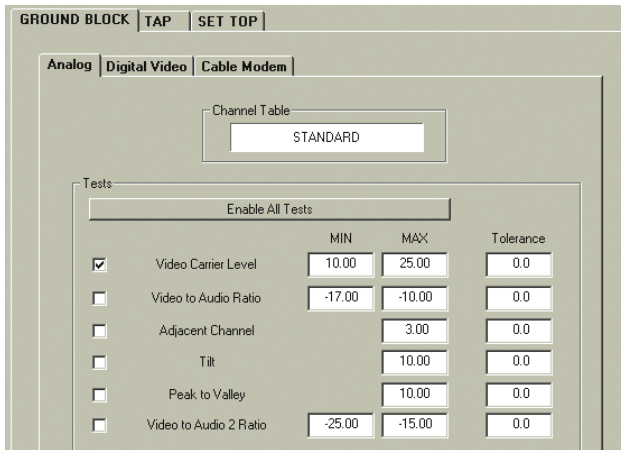 GROUND BLOCK TAP SET TOP
Analog Digital Video Cable Modem
Channel Table
STANDARD
Tests
Enable All Tests
MIN MAX Tolerance
Video Carrier Level 10.00 25.00 0.0
Video to Audio Ratio -17.00 -10.00 0.0
Adjacent Channel 3.00 0.0
Tilt 10.00 0.0
Peak to Valley 10.00 0.0
Video to Audio 2 Ratio -25.00 -15.00 0.0